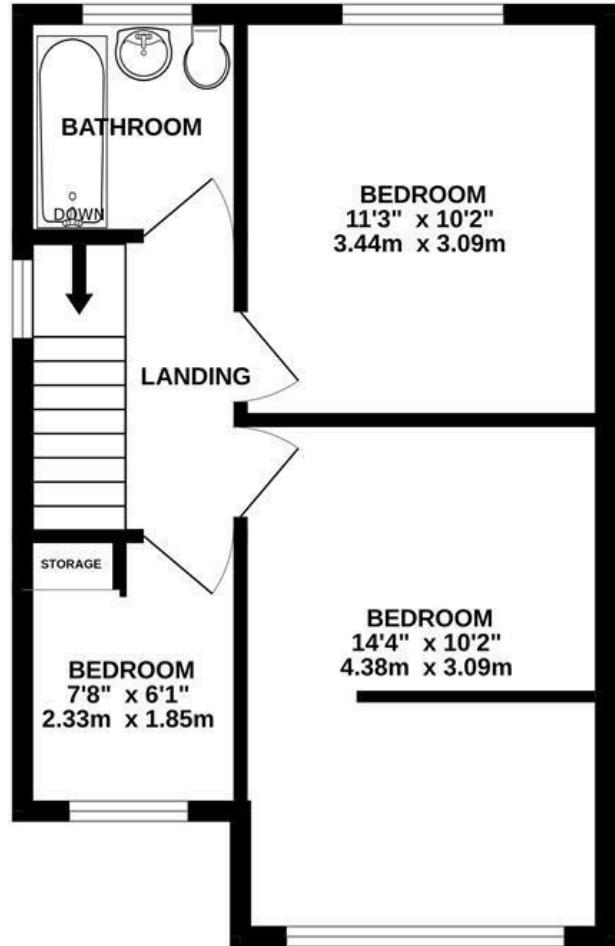 BATHROOM
BEDROOM
11'3" x 10'2"
3.44m x 3.09m
DOWN
LANDING
STORAGE
BEDROOM
14'4" x 10'2"
4.38m x 3.09m
BEDROOM
7'8" x 6'1"
2.33m x 1.85m